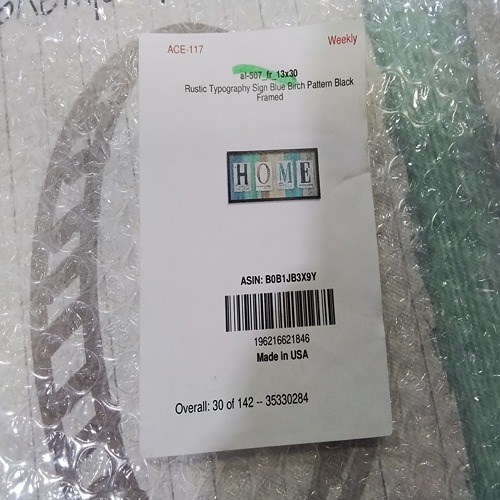 ACE-117
Weekly
al-507_fr_13x30
Rustic Typography Sign Blue Birch Pattern Black
Framed
HOME
ASIN: B0B1JB3X9Y
196216621846
Made in USA
Overall: 30 of 142 -- 35330284